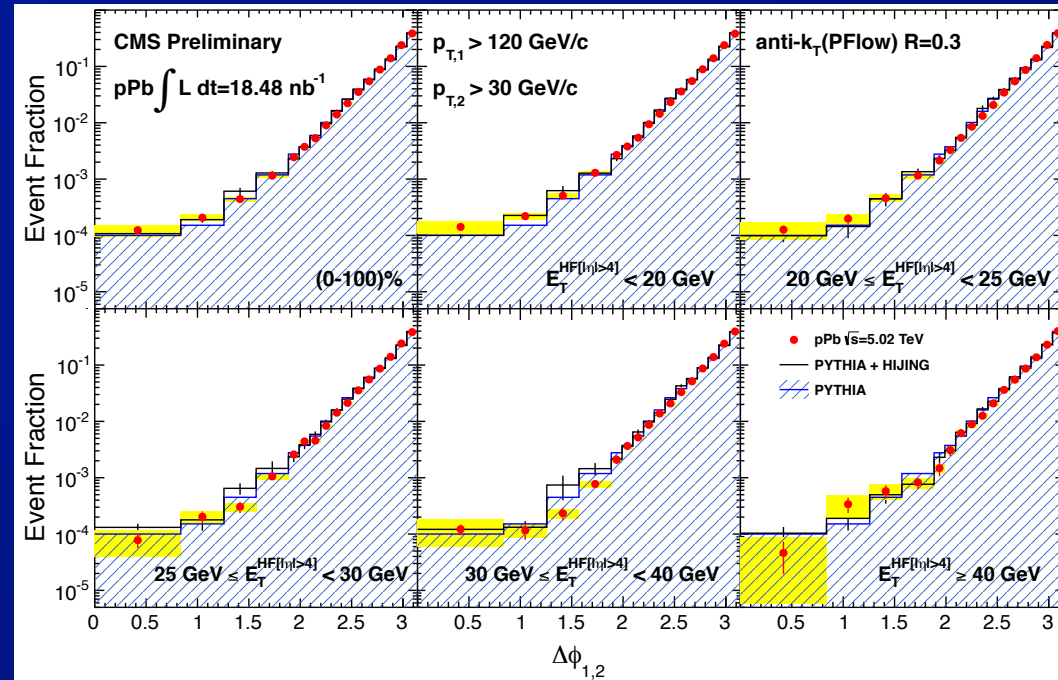 CMS Preliminary
pPb ∫ L dt=18.48 nb⁻¹
p_{T,1} > 120 GeV/c
p_{T,2} > 30 GeV/c
anti-k_T(PFlow) R=0.3
Event Fraction
10⁻¹
10⁻²
10⁻³
10⁻⁴
10⁻⁵
(0-100)%
E_T^{HF[|η|>4]} < 20 GeV
20 GeV ≤ E_T^{HF[|η|>4]} < 25 GeV
Event Fraction
10⁻¹
10⁻²
10⁻³
10⁻⁴
10⁻⁵
pPb √s=5.02 TeV
PYTHIA + HIJING
PYTHIA
25 GeV ≤ E_T^{HF[|η|>4]} < 30 GeV
30 GeV ≤ E_T^{HF[|η|>4]} < 40 GeV
E_T^{HF[|η|>4]} ≥ 40 GeV
0 0.5 1 1.5 2 2.5 3 0.5 1 1.5 2 2.5 3 0.5 1 1.5 2 2.5 3
Δϕ_{1,2}